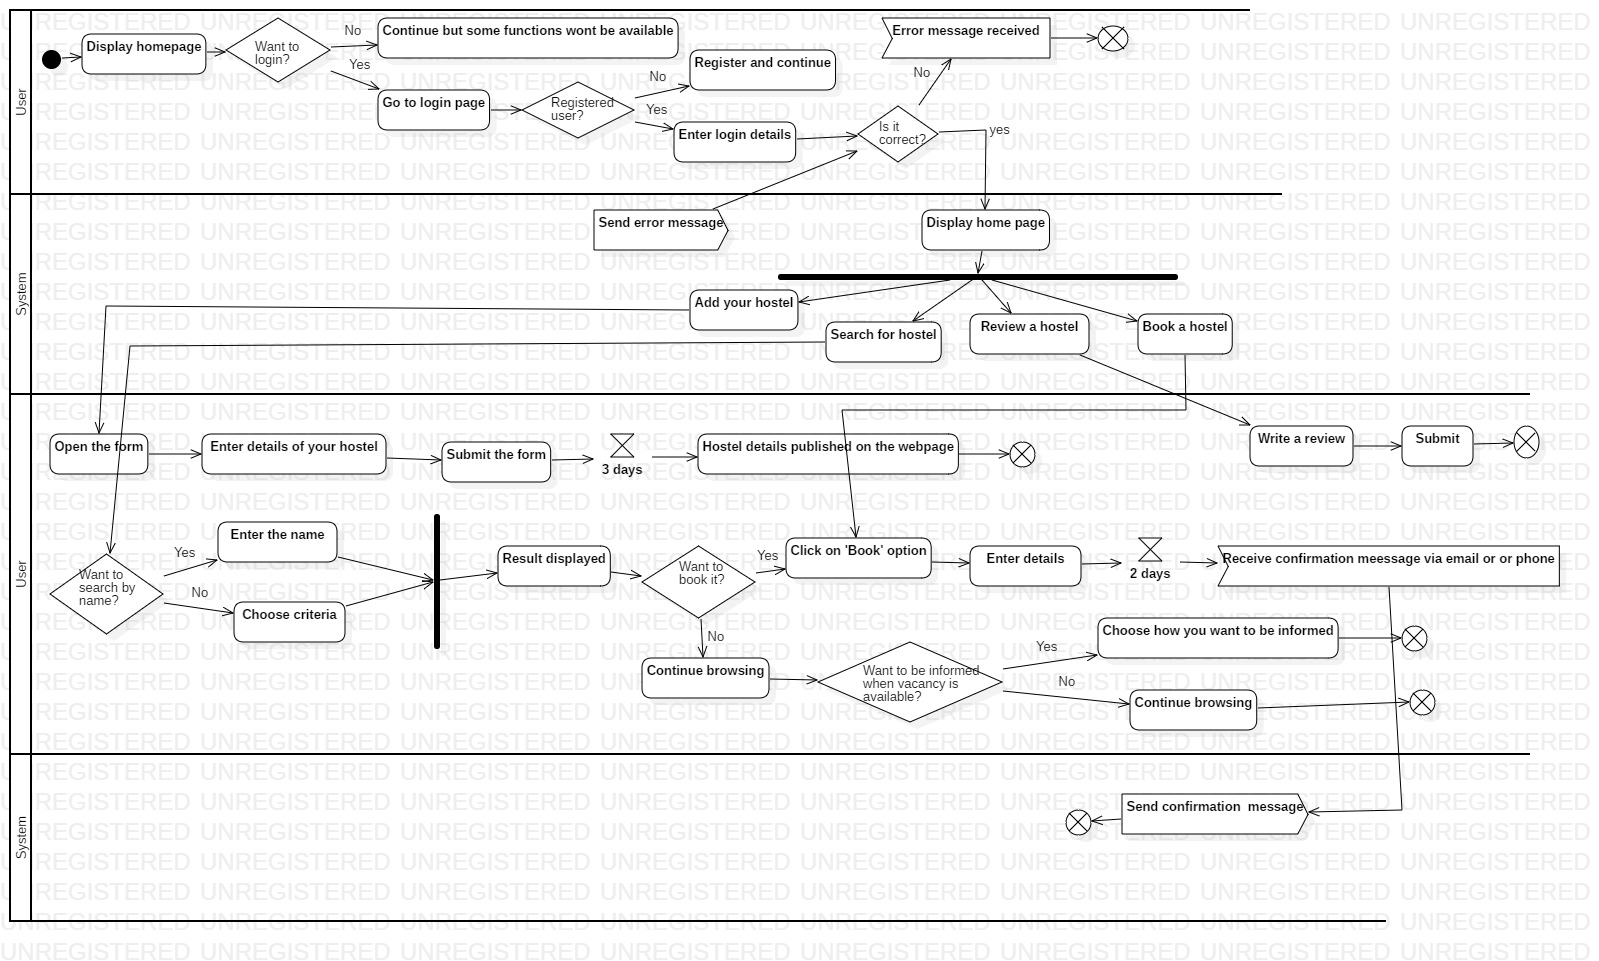 User
Display homepage
Want to
login?
No
Continue but some functions wont be available
Yes
Go to login page
Registered
user?
No
Register and continue
Yes
Enter login details
Is it
correct?
No
Error message received
yes
System
Send error message
Display home page
Add your hostel
Search for hostel
Review a hostel
Book a hostel
User
Open the form
Enter details of your hostel
Submit the form
3 days
Hostel details published on the webpage
Write a review
Submit
Want to
search by
name?
Yes
Enter the name
No
Choose criteria
Result displayed
Want to
book it?
Yes
Click on 'Book' option
Enter details
2 days
Receive confirmation meessage via email or or phone
No
Continue browsing
Want to be informed
when vacancy is
available?
Yes
Choose how you want to be informed
No
Continue browsing
System
Send confirmation  message
UNREGISTERED